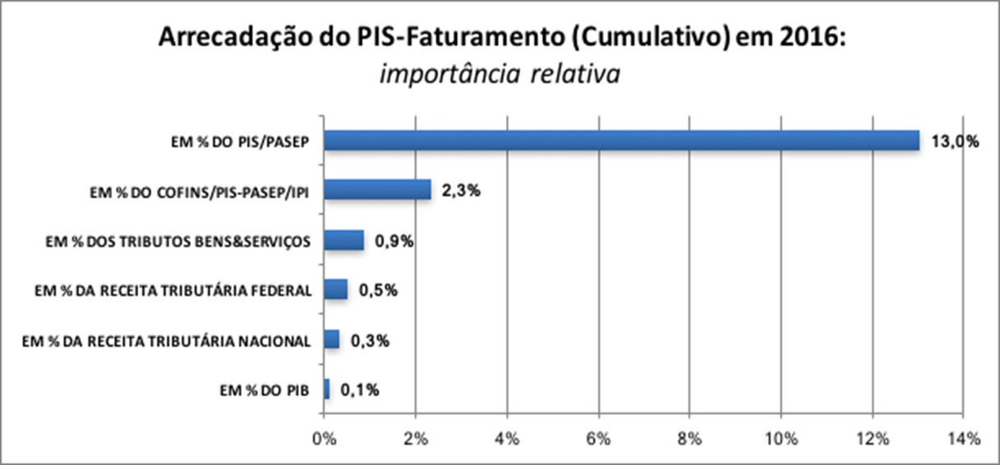 Arrecadação do PIS-Faturamento (Cumulativo) em 2016:
importância relativa
EM % DO PIS/PASEP
13,0%
EM % DO COFINS/PIS-PASEP/IPI
2,3%
EM % DOS TRIBUTOS BENS&SERVIÇOS
0,9%
EM % DA RECEITA TRIBUTÁRIA FEDERAL
0,5%
EM % DA RECEITA TRIBUTÁRIA NACIONAL
0,3%
EM % DO PIB
0,1%
0% 2% 4% 6% 8% 10% 12% 14%